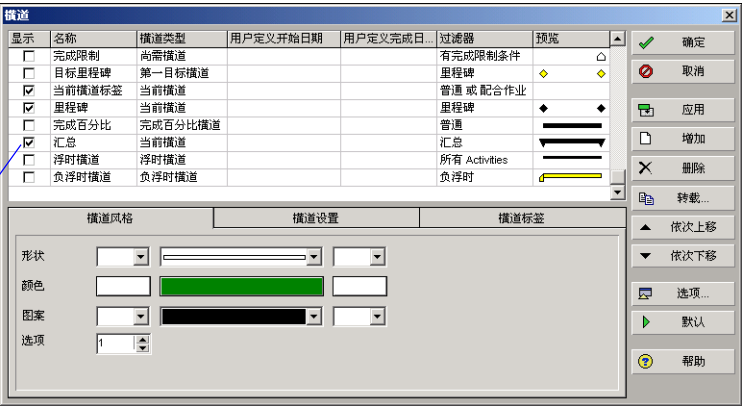 横道
显示 名称 横道类型 用户定义开始日期 用户定义完成日... 过滤器 预览
完成限制 尚需横道 有完成限制条件
目标里程碑 第一目标横道 里程碑
当前横道标签 当前横道 普通 或 配合作业
里程碑 当前横道 里程碑
完成百分比 完成百分比横道 普通
汇总 当前横道 汇总
浮时横道 浮时横道 所有 Activities
负浮时横道 负浮时横道 负浮时
横道风格 横道设置 横道标签
形状
颜色
图案
选项 1
确定
取消
应用
增加
删除
转载...
依次上移
依次下移
选项...
默认
帮助